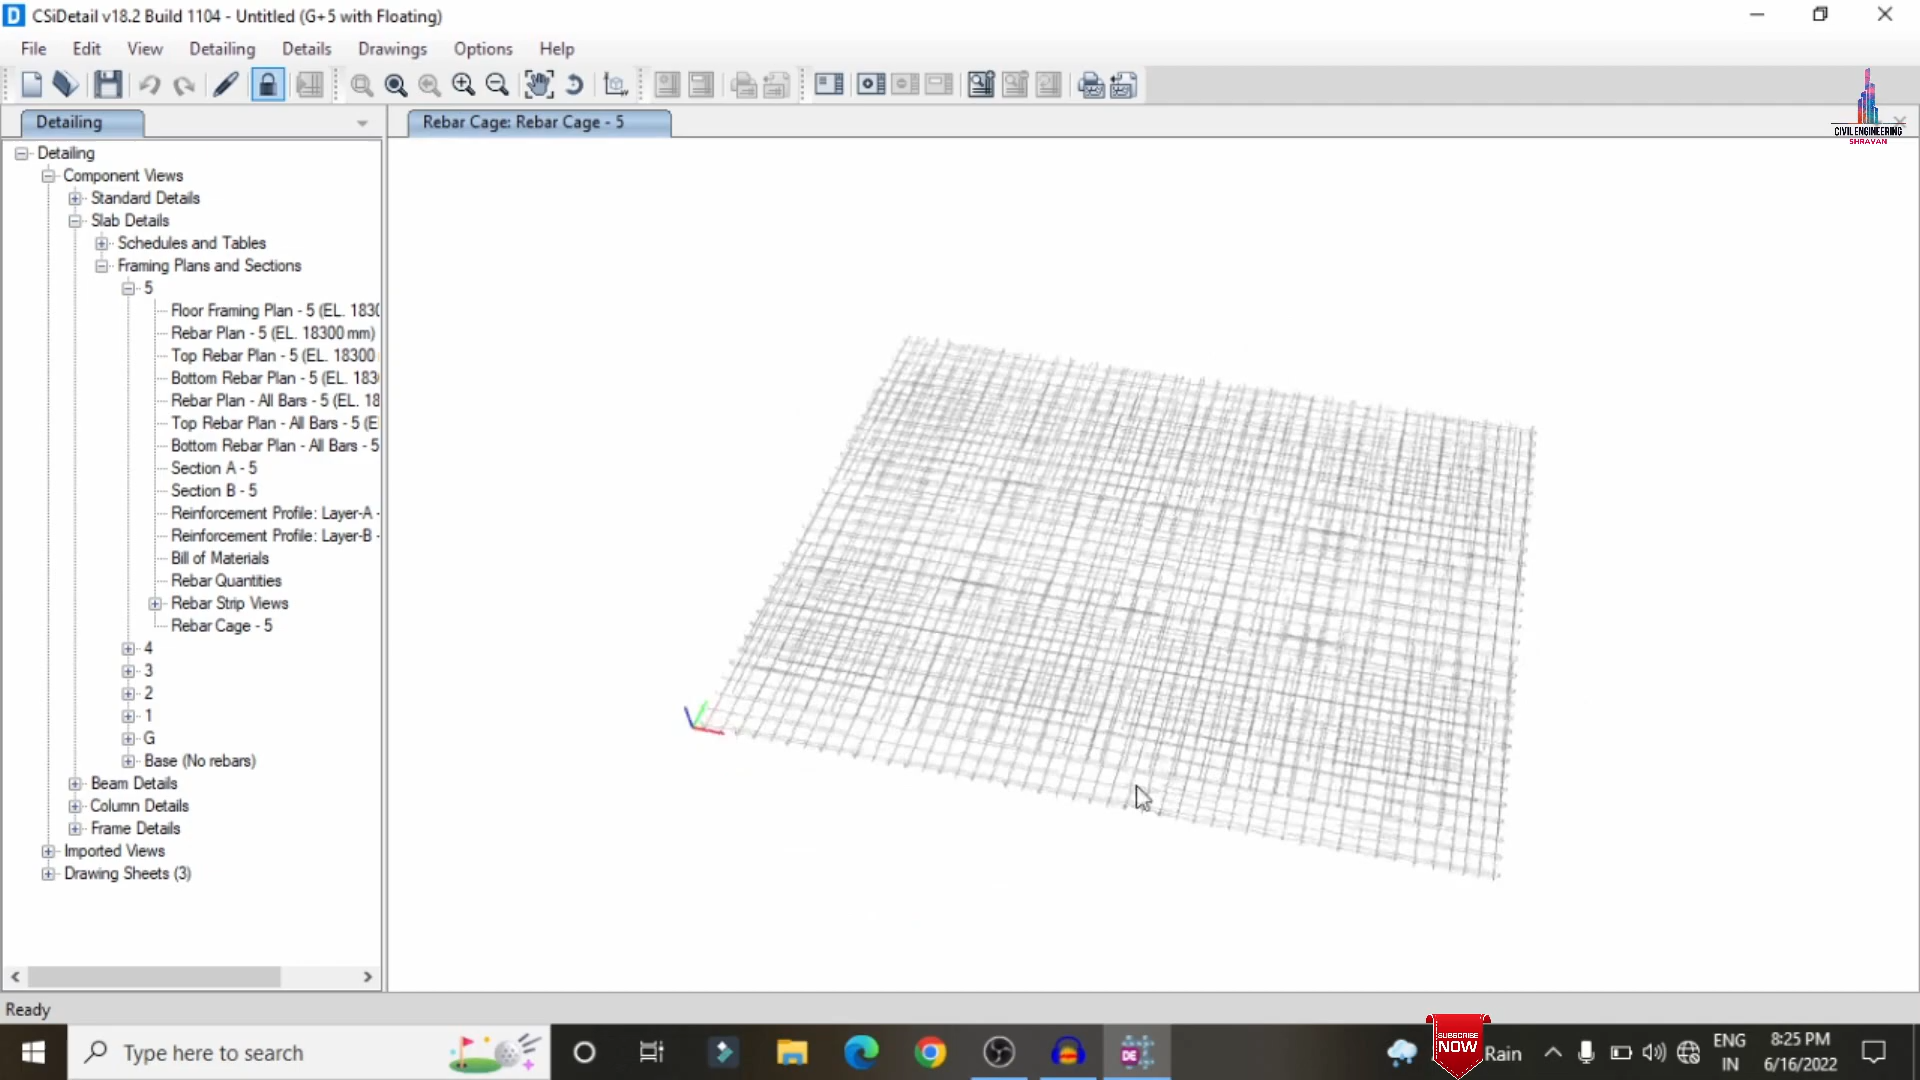 CSiDetail v18.2 Build 1104 - Untitled (G+5 with Floating)
File Edit View Detailing Details Drawings Options Help
CIVIL ENGINEERING
SHRAVAN
Detailing
Rebar Cage: Rebar Cage - 5
Detailing
Component Views
Standard Details
Slab Details
Schedules and Tables
Framing Plans and Sections
5
Floor Framing Plan - 5 (EL. 1830
Rebar Plan - 5 (EL. 18300 mm)
Top Rebar Plan - 5 (EL. 18300
Bottom Rebar Plan - 5 (EL. 183
Rebar Plan - All Bars - 5 (EL. 18
Top Rebar Plan - All Bars - 5 (E
Bottom Rebar Plan - All Bars - 5
Section A - 5
Section B - 5
Reinforcement Profile: Layer-A -
Reinforcement Profile: Layer-B -
Bill of Materials
Rebar Quantities
Rebar Strip Views
Rebar Cage - 5
4
3
2
1
G
Base (No rebars)
Beam Details
Column Details
Frame Details
Imported Views
Drawing Sheets (3)
Ready
Type here to search
DE
SUBSCRIBE
NOW
Rain
ENG
IN
8:25 PM
6/16/2022